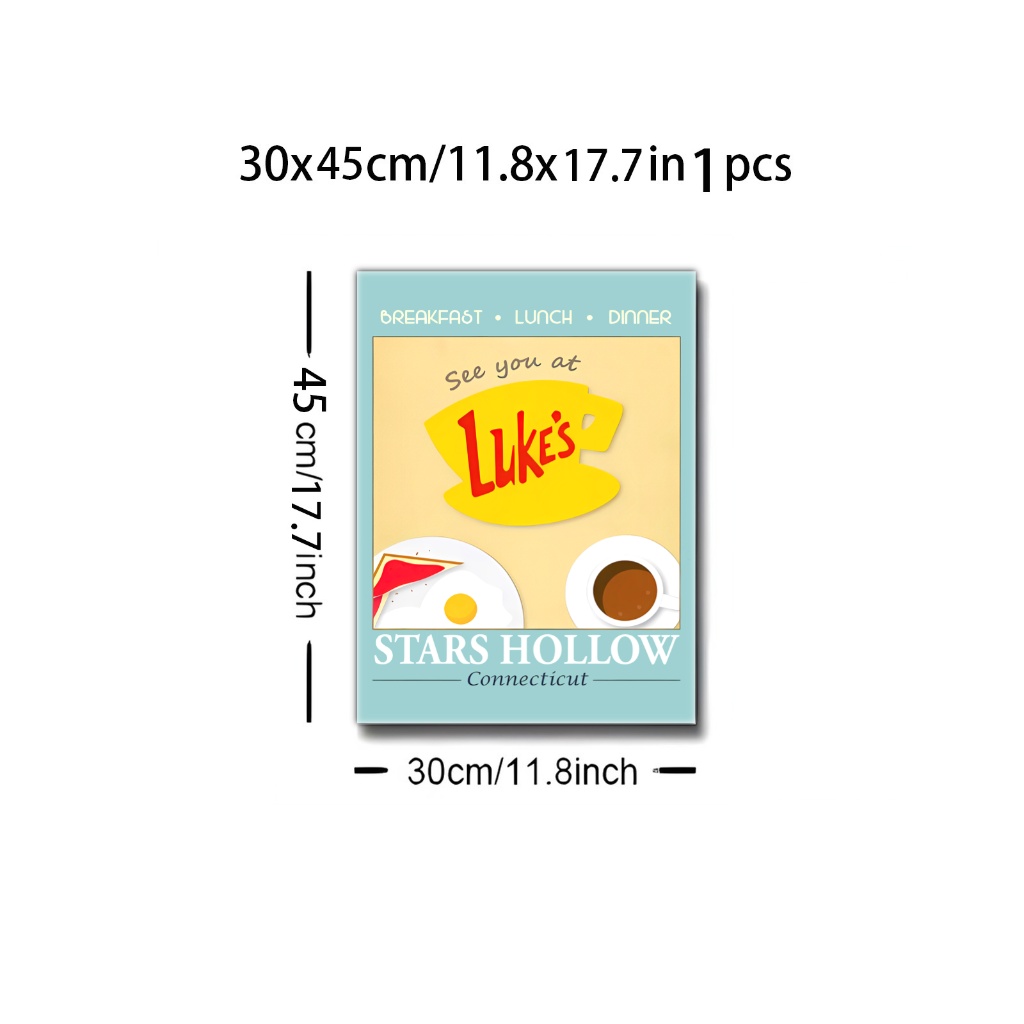 30x45cm/11.8x17.7in 1 pcs
BREAKFAST • LUNCH • DINNER
See you at
LUKE'S
45 cm/17.7inch
STARS HOLLOW
Connecticut
30cm/11.8inch